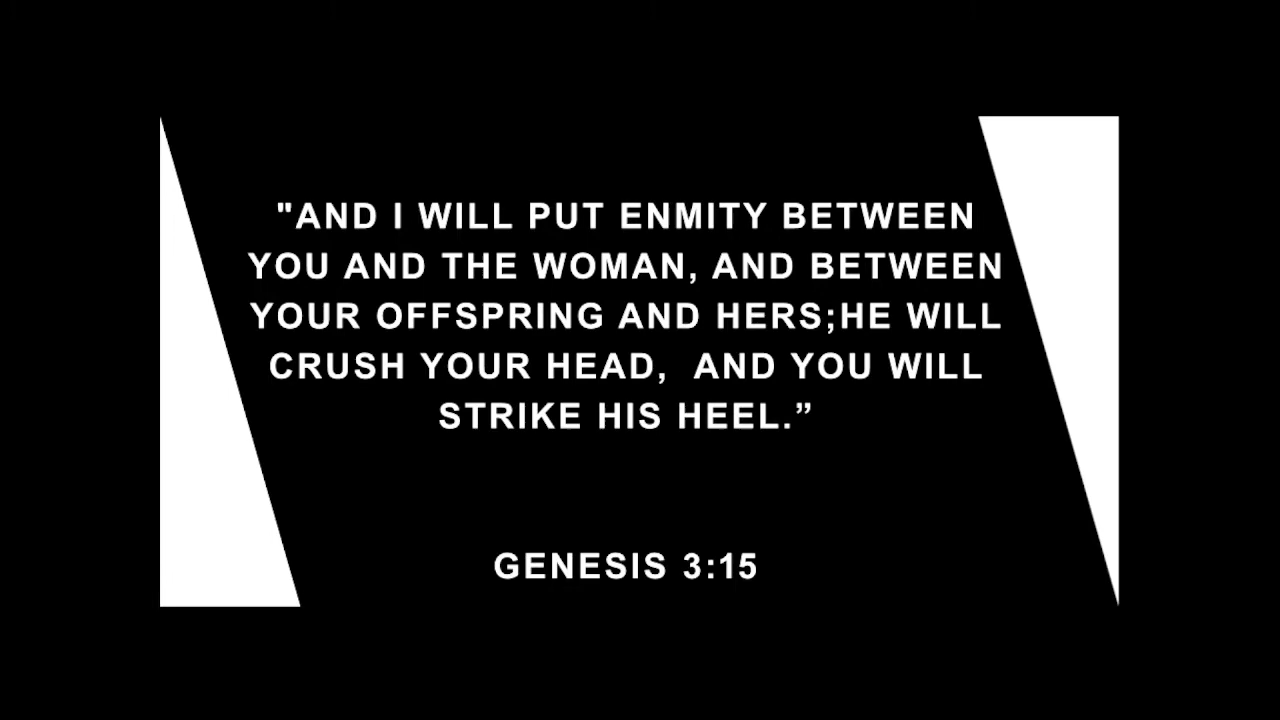 "AND I WILL PUT ENMITY BETWEEN
YOU AND THE WOMAN, AND BETWEEN
YOUR OFFSPRING AND HERS;HE WILL
CRUSH YOUR HEAD,  AND YOU WILL
STRIKE HIS HEEL.”
GENESIS 3:15